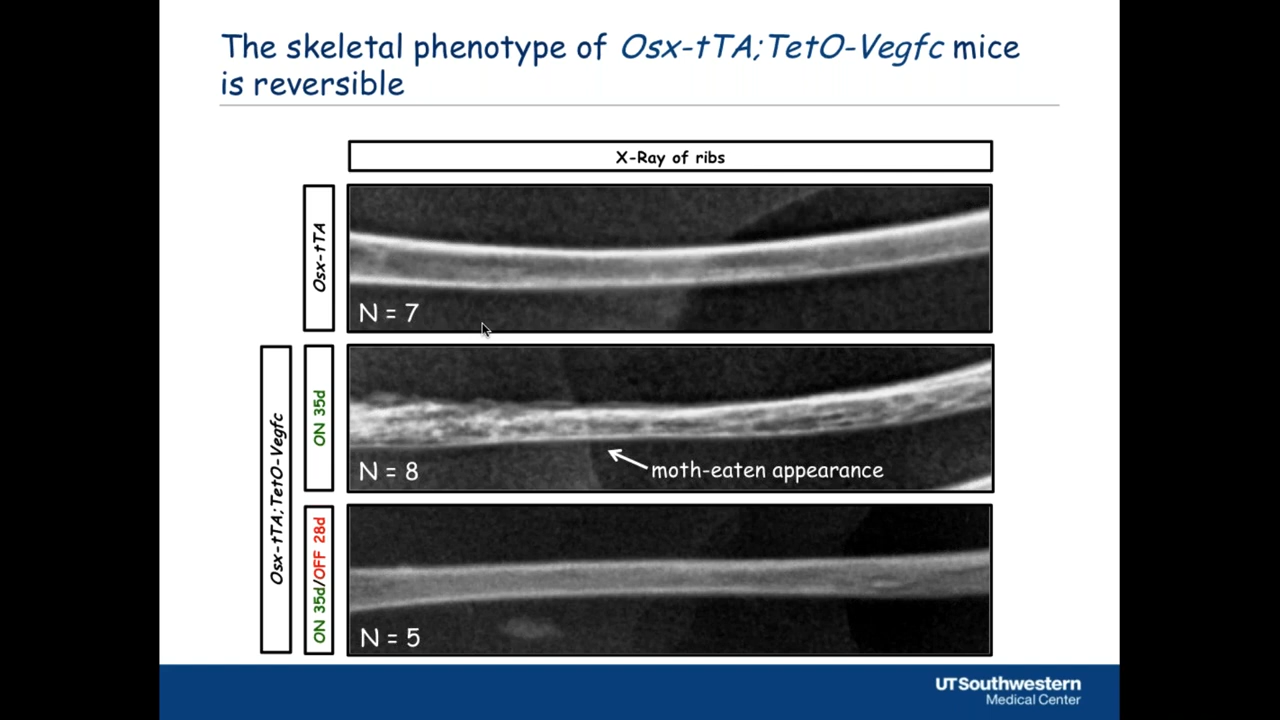 The skeletal phenotype of Osx-tTA;TetO-Vegfc mice
is reversible
X-Ray of ribs
Osx-tTA
N = 7
Osx-tTA;TetO-Vegfc
ON 35d
N = 8
moth-eaten appearance
ON 35d/OFF 28d
N = 5
UTSouthwestern
Medical Center